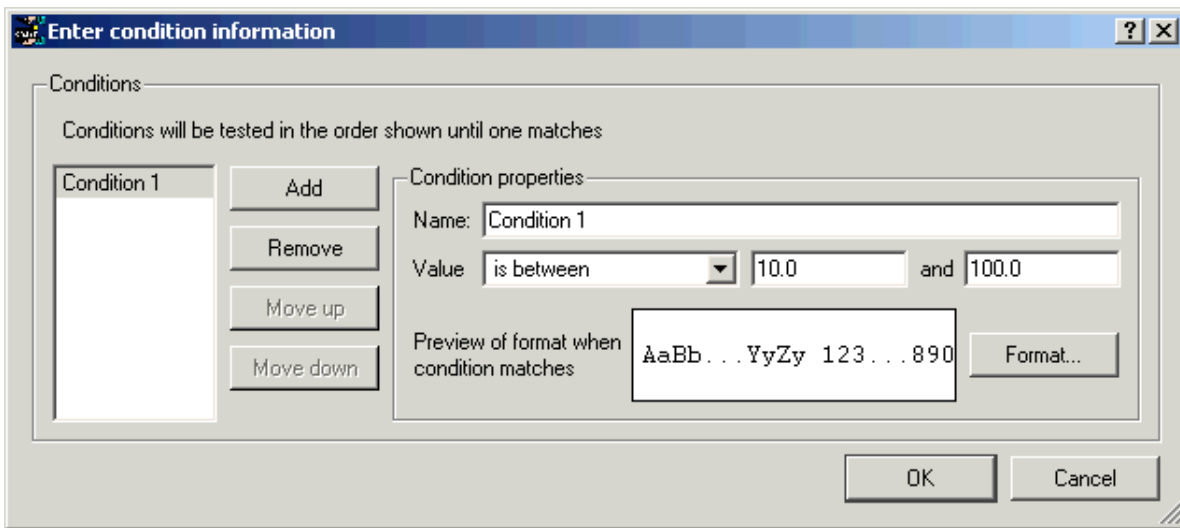 Enter condition information
Conditions
Conditions will be tested in the order shown until one matches
Condition 1
Add
Remove
Move up
Move down
Condition properties
Name: Condition 1
Value is between 10.0 and 100.0
Preview of format when
condition matches
AaBb...YyZy 123...890
Format...
OK Cancel